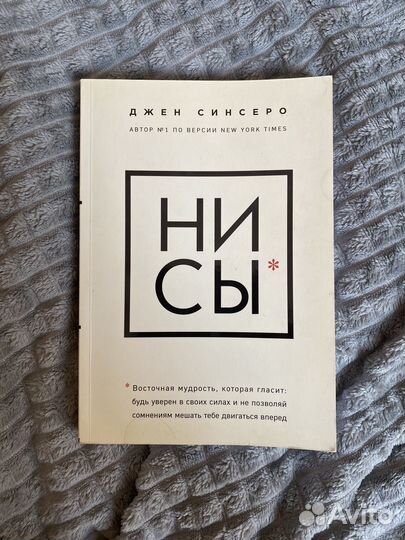 ДЖЕН СИНСЕРО
АВТОР №1 ПО ВЕРСИИ NEW YORK TIMES
НИ
СЫ*
* Восточная мудрость, которая гласит:
будь уверен в своих силах и не позволяй
сомнениям мешать тебе двигаться вперед
Avito